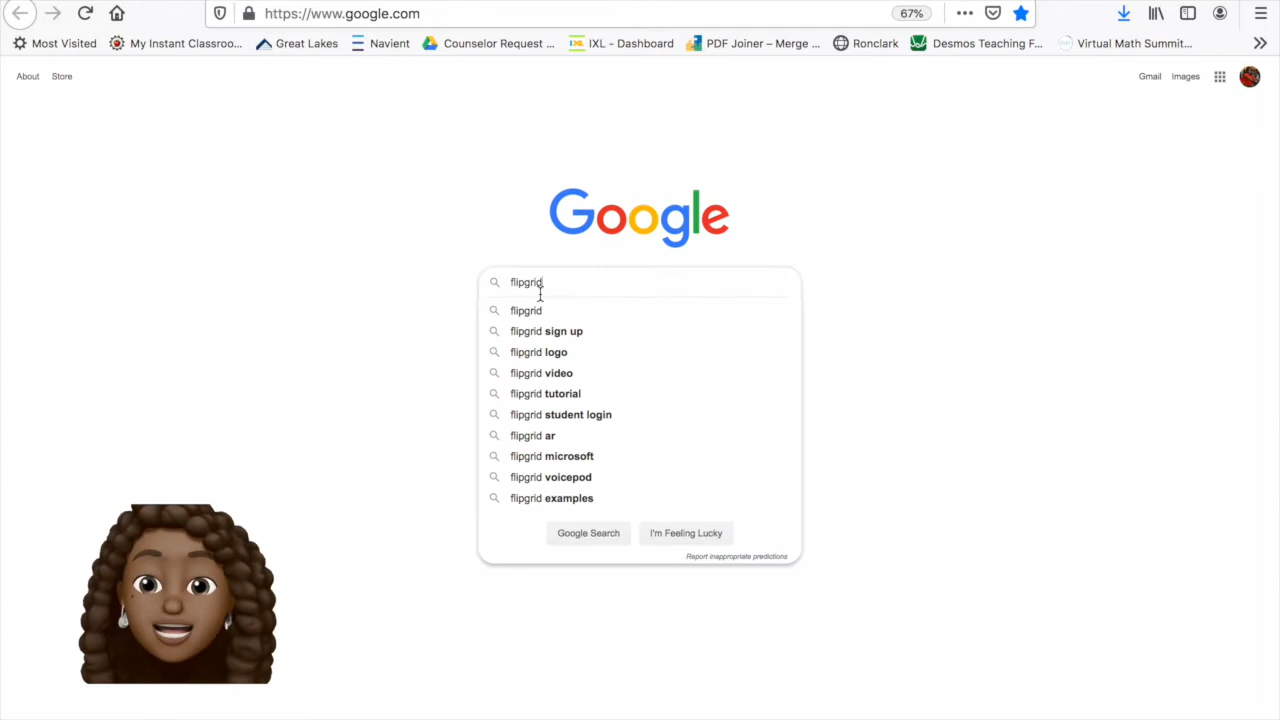 https://www.google.com 67%
Most Visited My Instant Classroo... Great Lakes Navient Counselor Request ... IXL - Dashboard PDF Joiner – Merge ... Ronclark Desmos Teaching F... Virtual Math Summit...
About Store Gmail Images
Google
flipgrid
flipgrid
flipgrid sign up
flipgrid logo
flipgrid video
flipgrid tutorial
flipgrid student login
flipgrid ar
flipgrid microsoft
flipgrid voicepod
flipgrid examples
Google Search I'm Feeling Lucky
Report inappropriate predictions